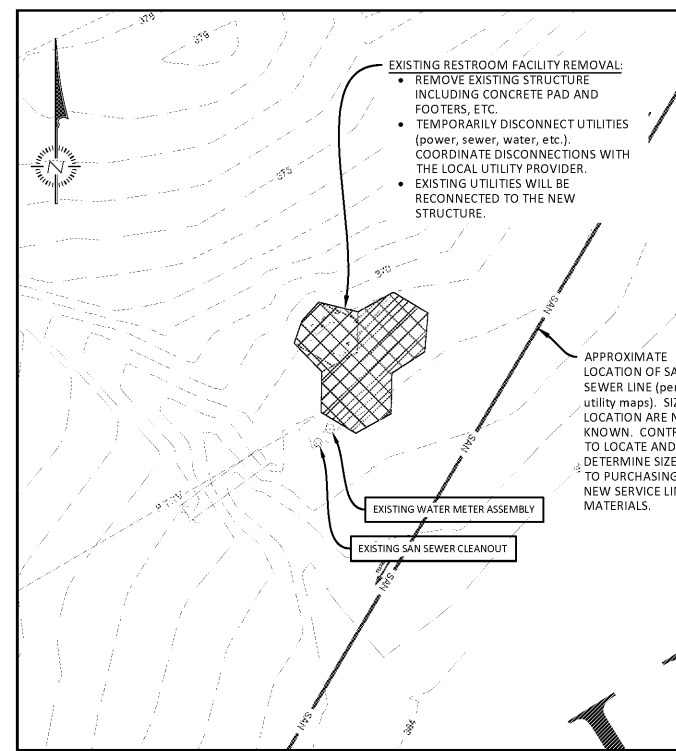 378
376
EXISTING RESTROOM FACILITY REMOVAL:
• REMOVE EXISTING STRUCTURE
INCLUDING CONCRETE PAD AND
FOOTERS, ETC.
• TEMPORARILY DISCONNECT UTILITIES
(power, sewer, water, etc.).
COORDINATE DISCONNECTIONS WITH
THE LOCAL UTILITY PROVIDER.
• EXISTING UTILITIES WILL BE
RECONNECTED TO THE NEW
STRUCTURE.
N
375
370
SAN
APPROXIMATE
LOCATION OF SA
SEWER LINE (per
utility maps). SIZ
LOCATION ARE N
KNOWN. CONTR
TO LOCATE AND
DETERMINE SIZE
TO PURCHASING
NEW SERVICE LIN
MATERIALS.
SAN
EXISTING WATER METER ASSEMBLY
EXISTING SAN SEWER CLEANOUT
SAN
SAN